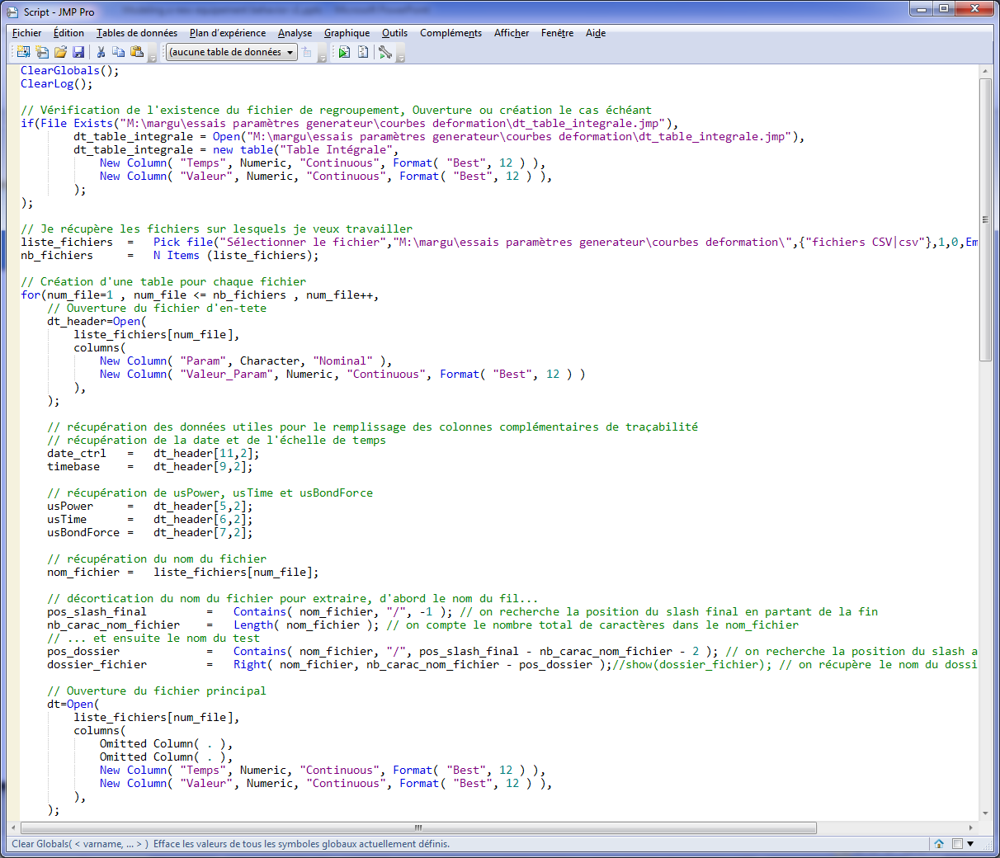 Script - JMP Pro
Fichier Édition Tables de données Plan d'expérience Analyse Graphique Outils Compléments Afficher Fenêtre Aide
(aucune table de données
ClearGlobals();
ClearLog();
// Vérification de l'existence du fichier de regroupement, Ouverture ou création le cas échéant
if(File Exists("M:\margu\essais paramètres generateur\courbes deformation\dt_table_integrale.jmp"),
dt_table_integrale = Open("M:\margu\essais paramètres generateur\courbes deformation\dt_table_integrale.jmp"),
dt_table_integrale = new table("Table Intégrale",
New Column( "Temps", Numeric, "Continuous", Format( "Best", 12 ) ),
New Column( "Valeur", Numeric, "Continuous", Format( "Best", 12 ) ),
);
);
// Je récupère les fichiers sur lesquels je veux travailler
liste_fichiers = Pick file("Sélectionner le fichier","M:\margu\essais paramètres generateur\courbes deformation\",{"fichiers CSV|csv"},1,0,Em
nb_fichiers = N Items (liste_fichiers);
// Création d'une table pour chaque fichier
for(num_file=1 , num_file <= nb_fichiers , num_file++,
// Ouverture du fichier d'en-tete
dt_header=Open(
liste_fichiers[num_file],
columns(
New Column( "Param", Character, "Nominal" ),
New Column( "Valeur_Param", Numeric, "Continuous", Format( "Best", 12 ) )
),
);
// récupération des données utiles pour le remplissage des colonnes complémentaires de traçabilité
// récupération de la date et de l'échelle de temps
date_ctrl = dt_header[11,2];
timebase = dt_header[9,2];
// récupération de usPower, usTime et usBondForce
usPower = dt_header[5,2];
usTime = dt_header[6,2];
usBondForce = dt_header[7,2];
// récupération du nom du fichier
nom_fichier = liste_fichiers[num_file];
// décortication du nom du fichier pour extraire, d'abord le nom du fil...
pos_slash_final = Contains( nom_fichier, "/", -1 ); // on recherche la position du slash final en partant de la fin
nb_carac_nom_fichier = Length( nom_fichier ); // on compte le nombre total de caractères dans le nom_fichier
// ... et ensuite le nom du test
pos_dossier = Contains( nom_fichier, "/", pos_slash_final - nb_carac_nom_fichier - 2 ); // on recherche la position du slash a
dossier_fichier = Right( nom_fichier, nb_carac_nom_fichier - pos_dossier );//show(dossier_fichier); // on récupère le nom du dossi
// Ouverture du fichier principal
dt=Open(
liste_fichiers[num_file],
columns(
Omitted Column( . ),
Omitted Column( . ),
New Column( "Temps", Numeric, "Continuous", Format( "Best", 12 ) ),
New Column( "Valeur", Numeric, "Continuous", Format( "Best", 12 ) ),
),
);
Clear Globals( < varname, ... > ) Efface les valeurs de tous les symboles globaux actuellement définis.